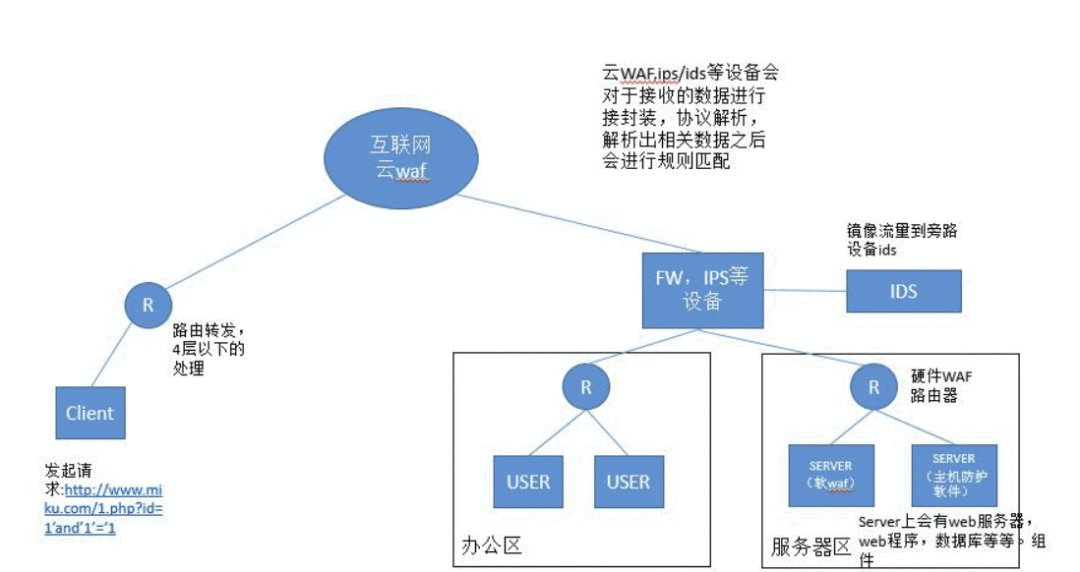 云WAF,ips/ids等设备会
对于接收的数据进行
接封装，协议解析，
解析出相关数据之后
会进行规则匹配
互联网
云waf
镜像流量到旁路
设备ids
FW，IPS等
设备
IDS
R
路由转发，
4层以下的
处理
Client
发起请
求:http://www.mi
ku.com/1.php?id=
1'and'1'='1
R
USER
USER
办公区
R
硬件WAF
路由器
SERVER
（软waf）
SERVER
（主机防护
软件）
Server上会有web服务器，
web程序，数据库等等。组
件
服务器区